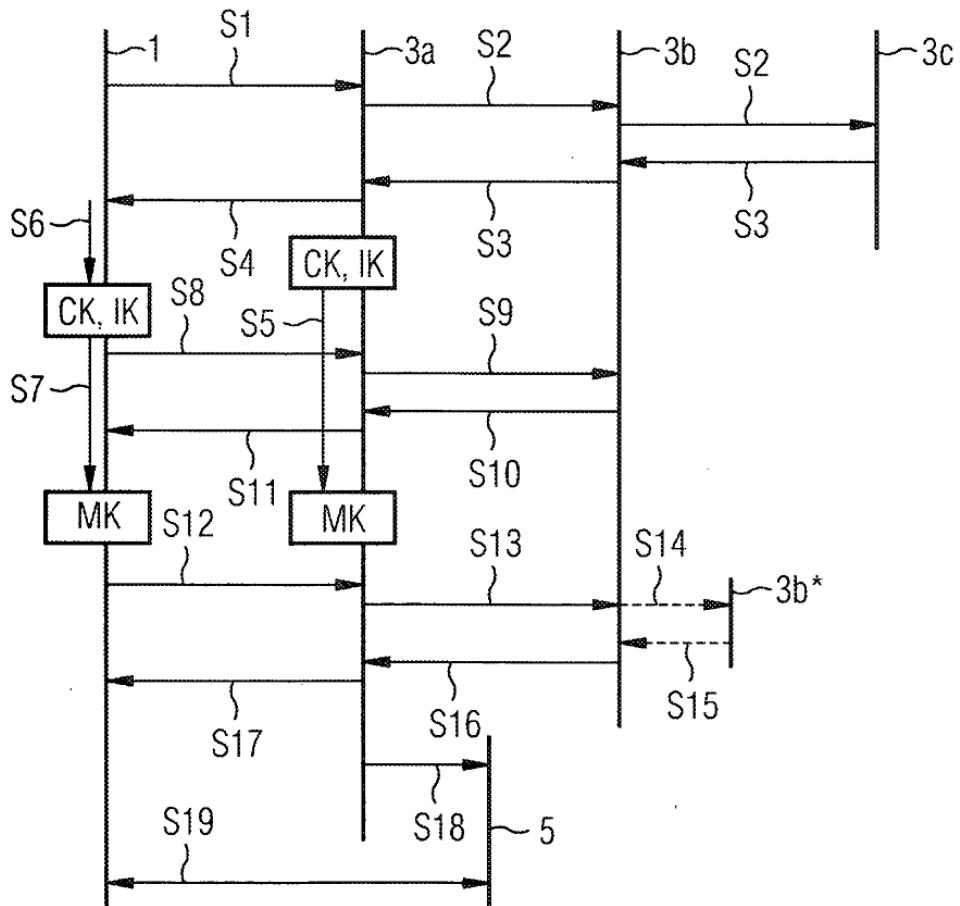 S1
1
3a
S2
3b
S2
3c
S6
S4
S3
S3
CK, IK
CK, IK
S8
S5
S9
S7
S11
S10
MK
MK
S12
S13
S14
3b*
S17
S16
S15
S18
5
S19